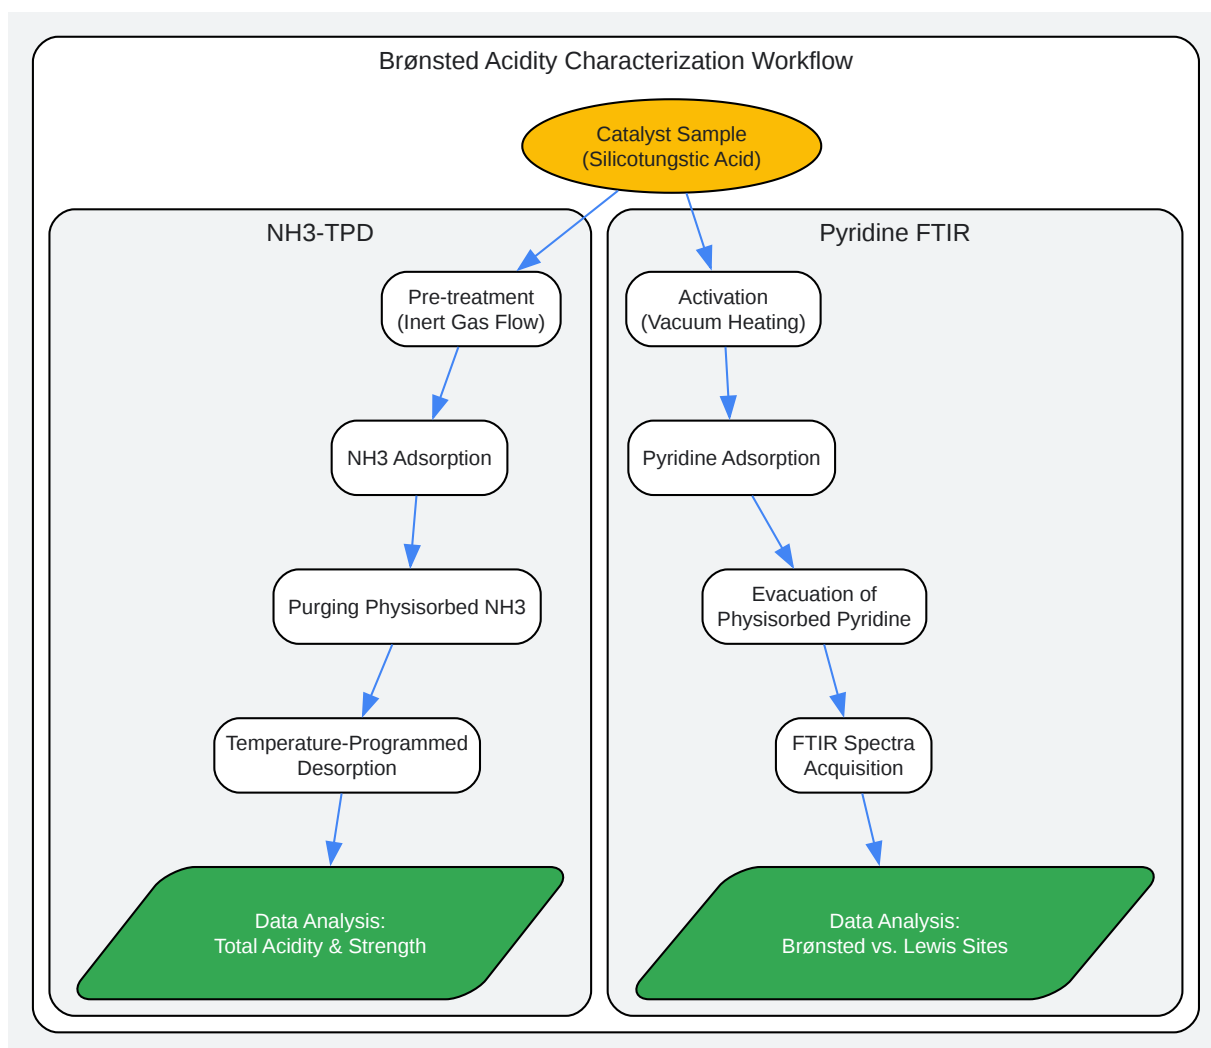 Brønsted Acidity Characterization Workflow
Catalyst Sample
(Silicotungstic Acid)
NH3-TPD
Pre-treatment
(Inert Gas Flow)
NH3 Adsorption
Purging Physisorbed NH3
Temperature-Programmed
Desorption
Data Analysis:
Total Acidity & Strength
Pyridine FTIR
Activation
(Vacuum Heating)
Pyridine Adsorption
Evacuation of
Physisorbed Pyridine
FTIR Spectra
Acquisition
Data Analysis:
Brønsted vs. Lewis Sites